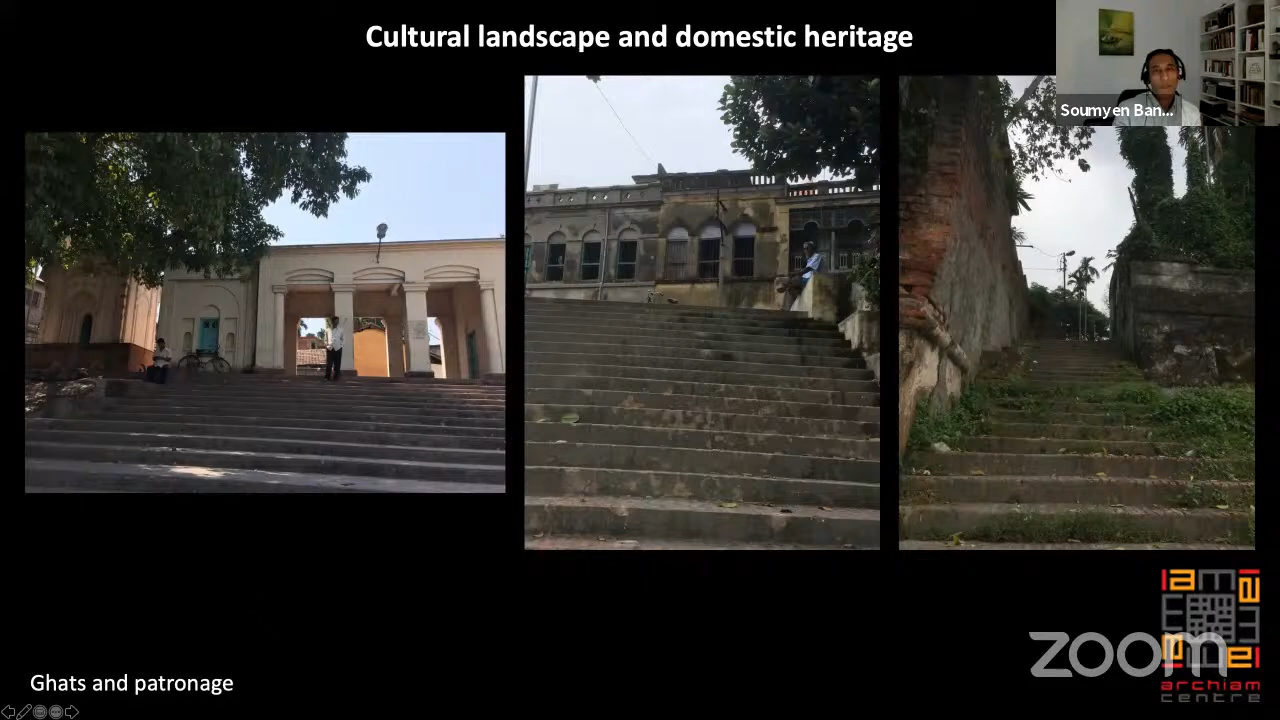 Cultural landscape and domestic heritage
Soumyen Ban...
zoom
archiam
centre
Ghats and patronage